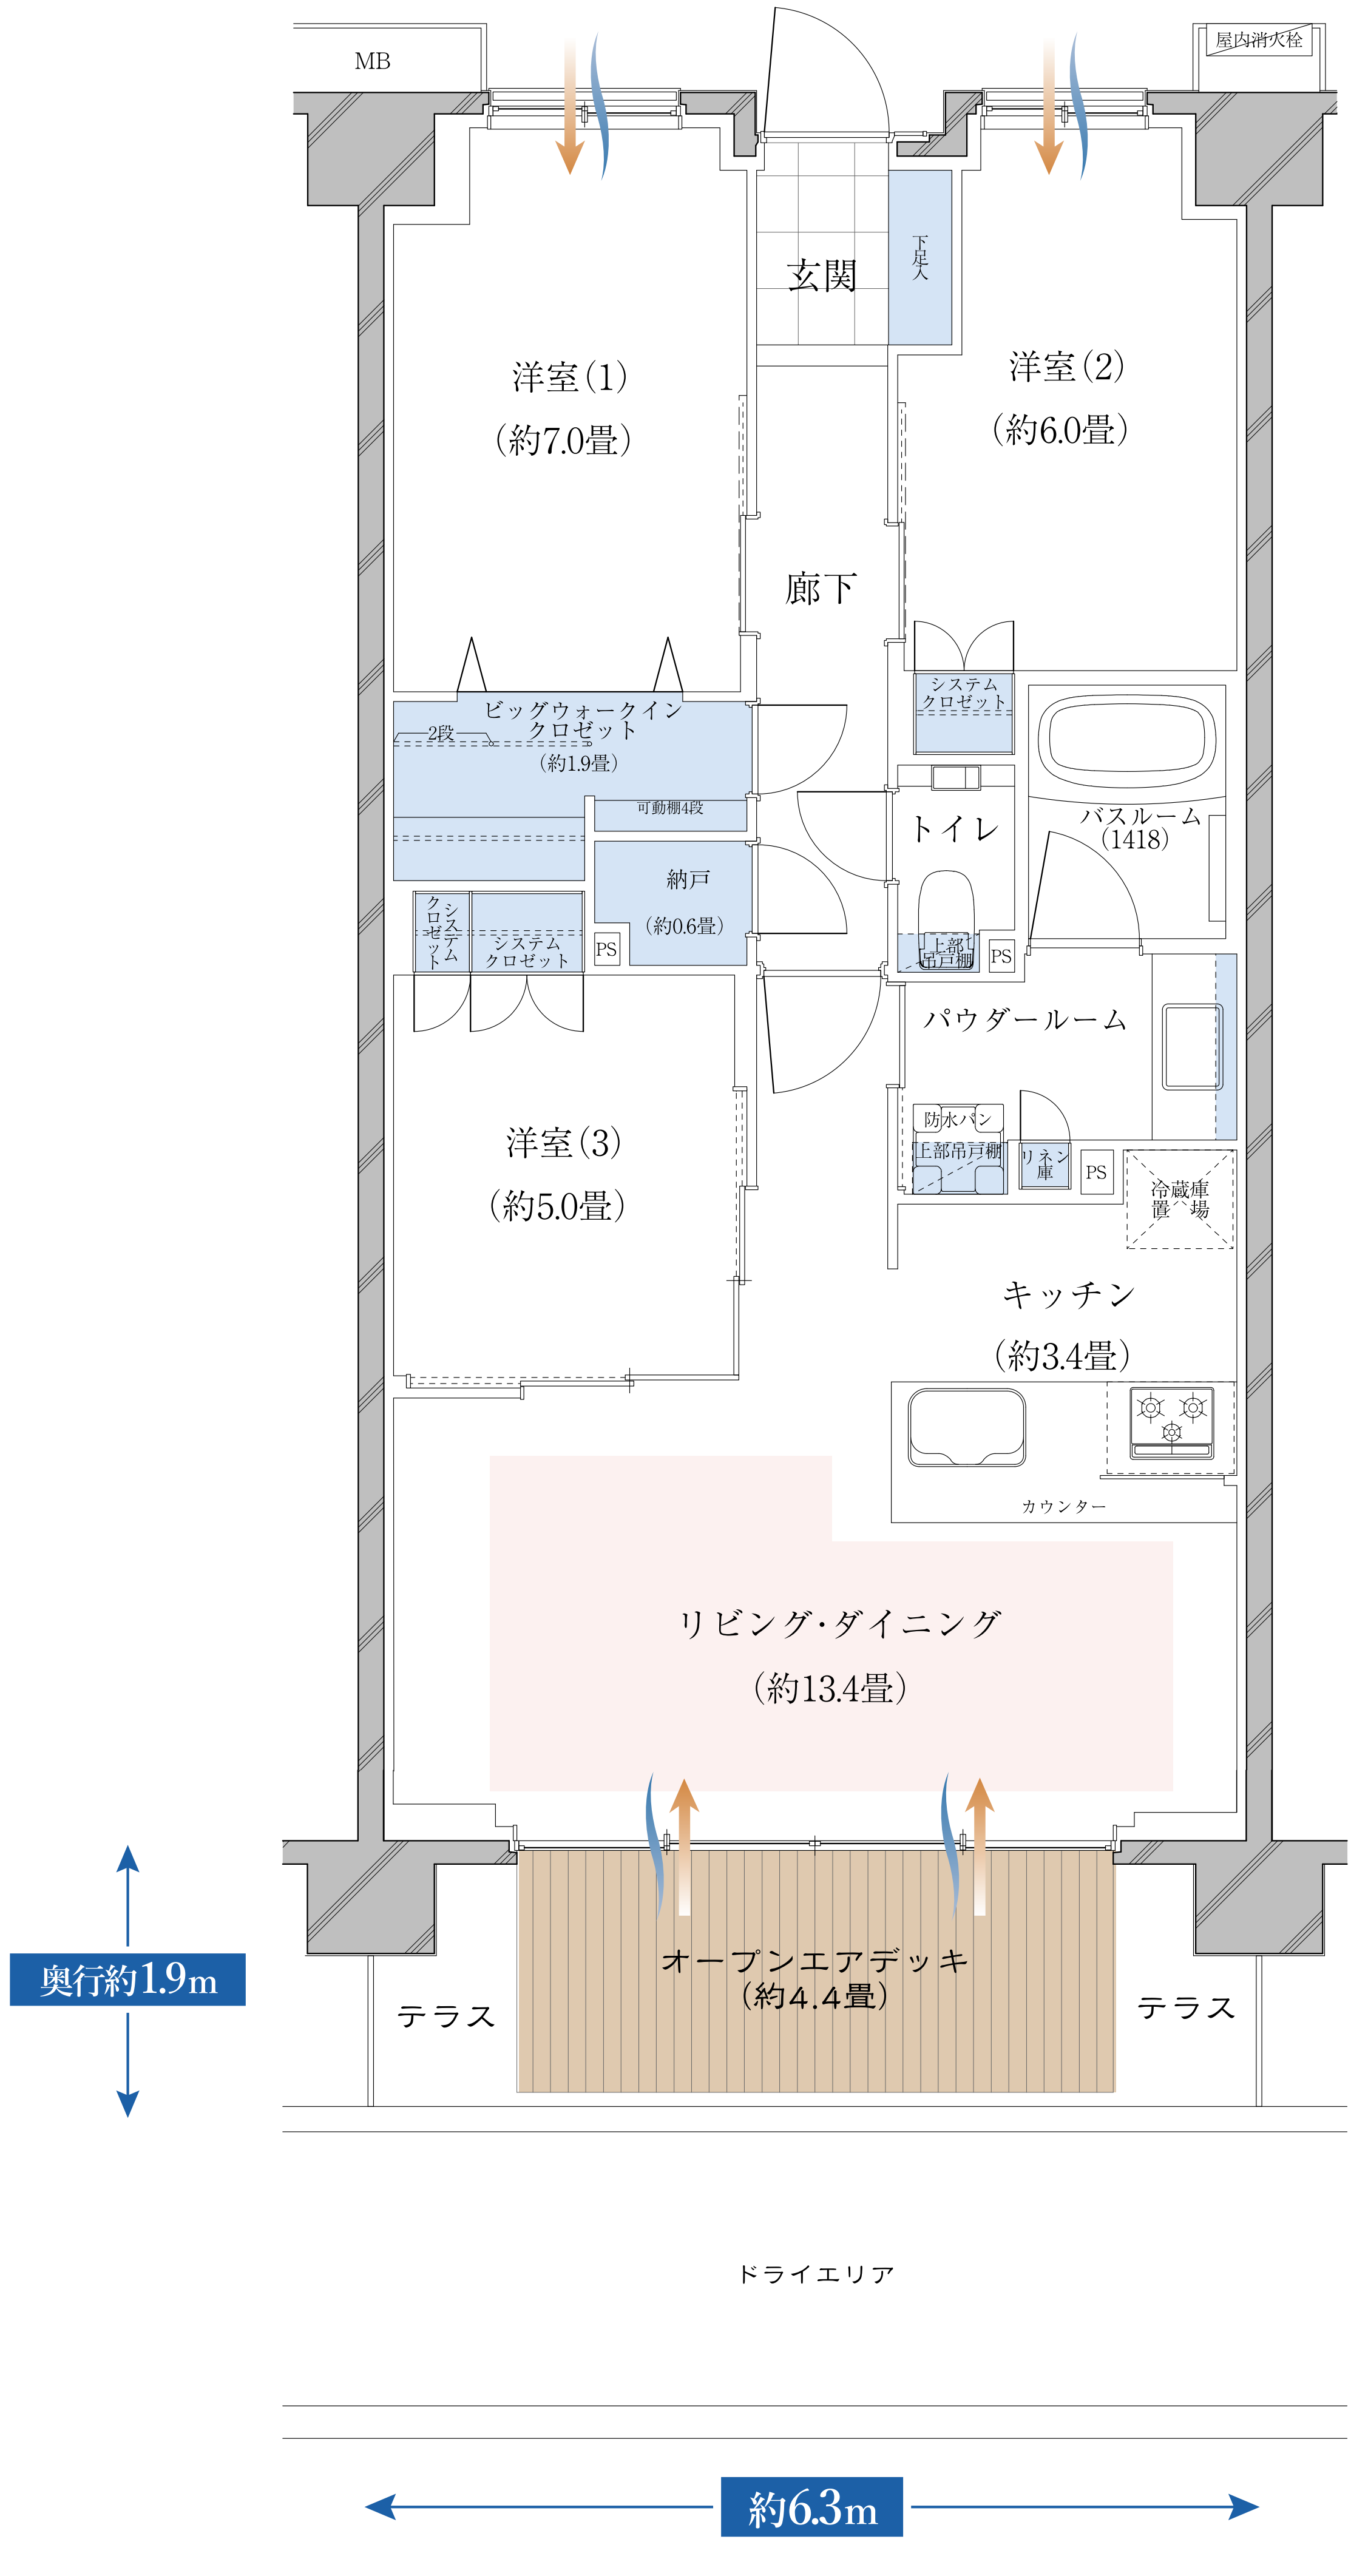 MB
屋内消火栓
玄関
下足入
洋室(1)
(約7.0畳)
洋室(2)
(約6.0畳)
廊下
システム
クロゼット
ビッグウォークイン
クロゼット
(約1.9畳)
2段
可動棚4段
トイレ
バスルーム
(1418)
納戸
(約0.6畳)
システム
クロゼット
システム
クロゼット
PS
上部
吊戸棚
PS
パウダールーム
防水パン
上部吊戸棚
リネン
庫
PS
冷蔵庫
置場
洋室(3)
(約5.0畳)
キッチン
(約3.4畳)
カウンター
リビング・ダイニング
(約13.4畳)
オープンエアデッキ
(約4.4畳)
テラス
テラス
奥行約1.9m
ドライエリア
約6.3m